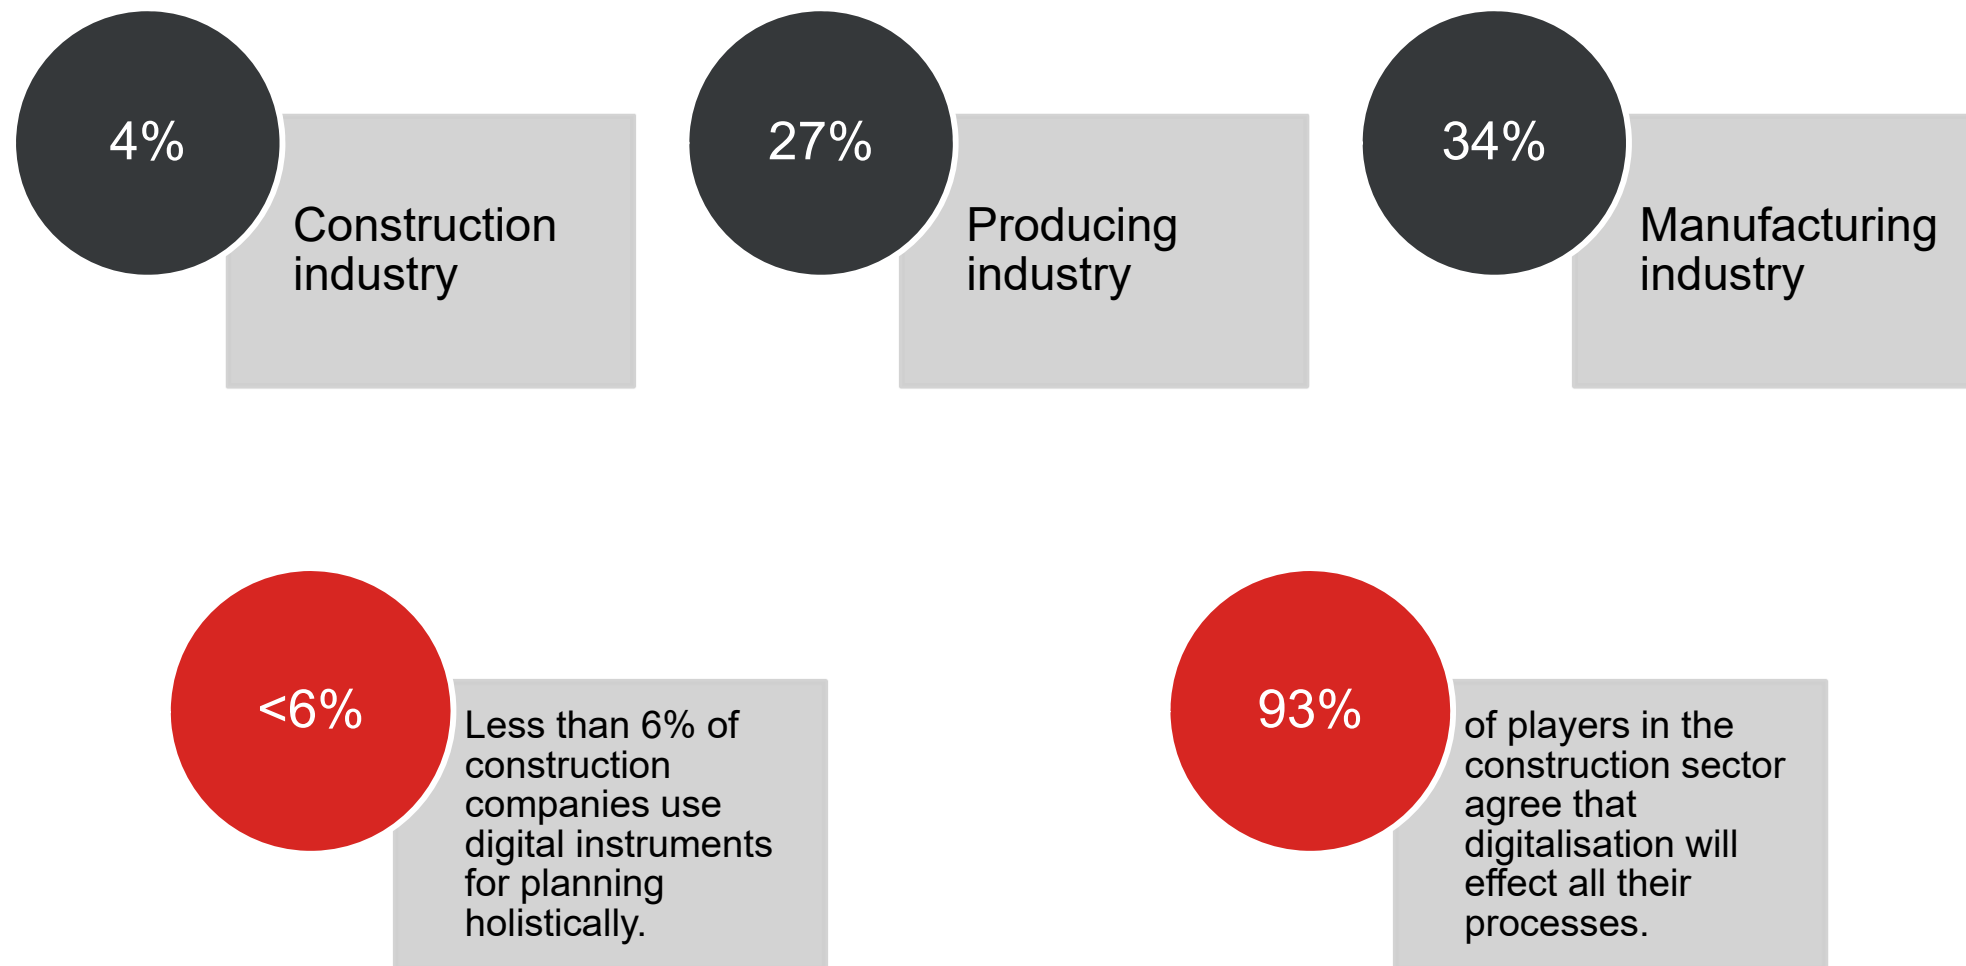 4%
Construction
industry
27%
Producing
industry
34%
Manufacturing
industry
<6%
Less than 6% of
construction
companies use
digital instruments
for planning
holistically.
93%
of players in the
construction sector
agree that
digitalisation will
effect all their
processes.